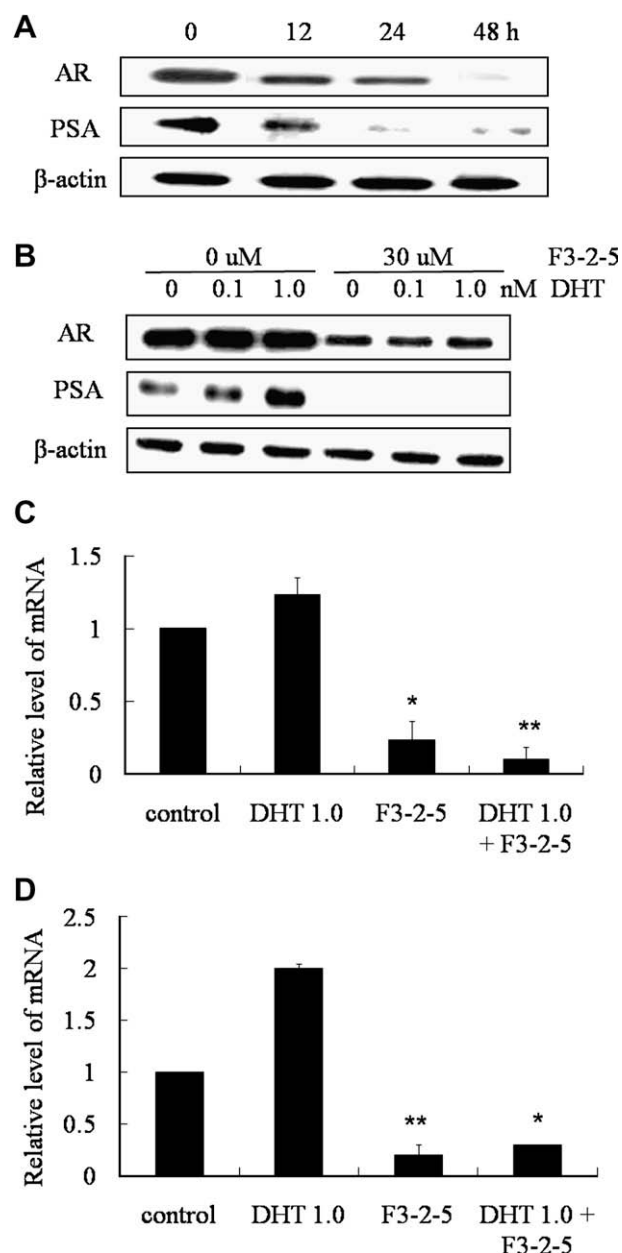 A
0 12 24 48 h
AR
PSA
β-actin
B
0 uM 30 uM F3-2-5
0 0.1 1.0 0 0.1 1.0 nM DHT
AR
PSA
β-actin
C
Relative level of mRNA
1.5
1
0.5
0
*
**
control DHT 1.0 F3-2-5 DHT 1.0
+ F3-2-5
D
Relative level of mRNA
2.5
2
1.5
1
0.5
0
** *
control DHT 1.0 F3-2-5 DHT 1.0 +
F3-2-5